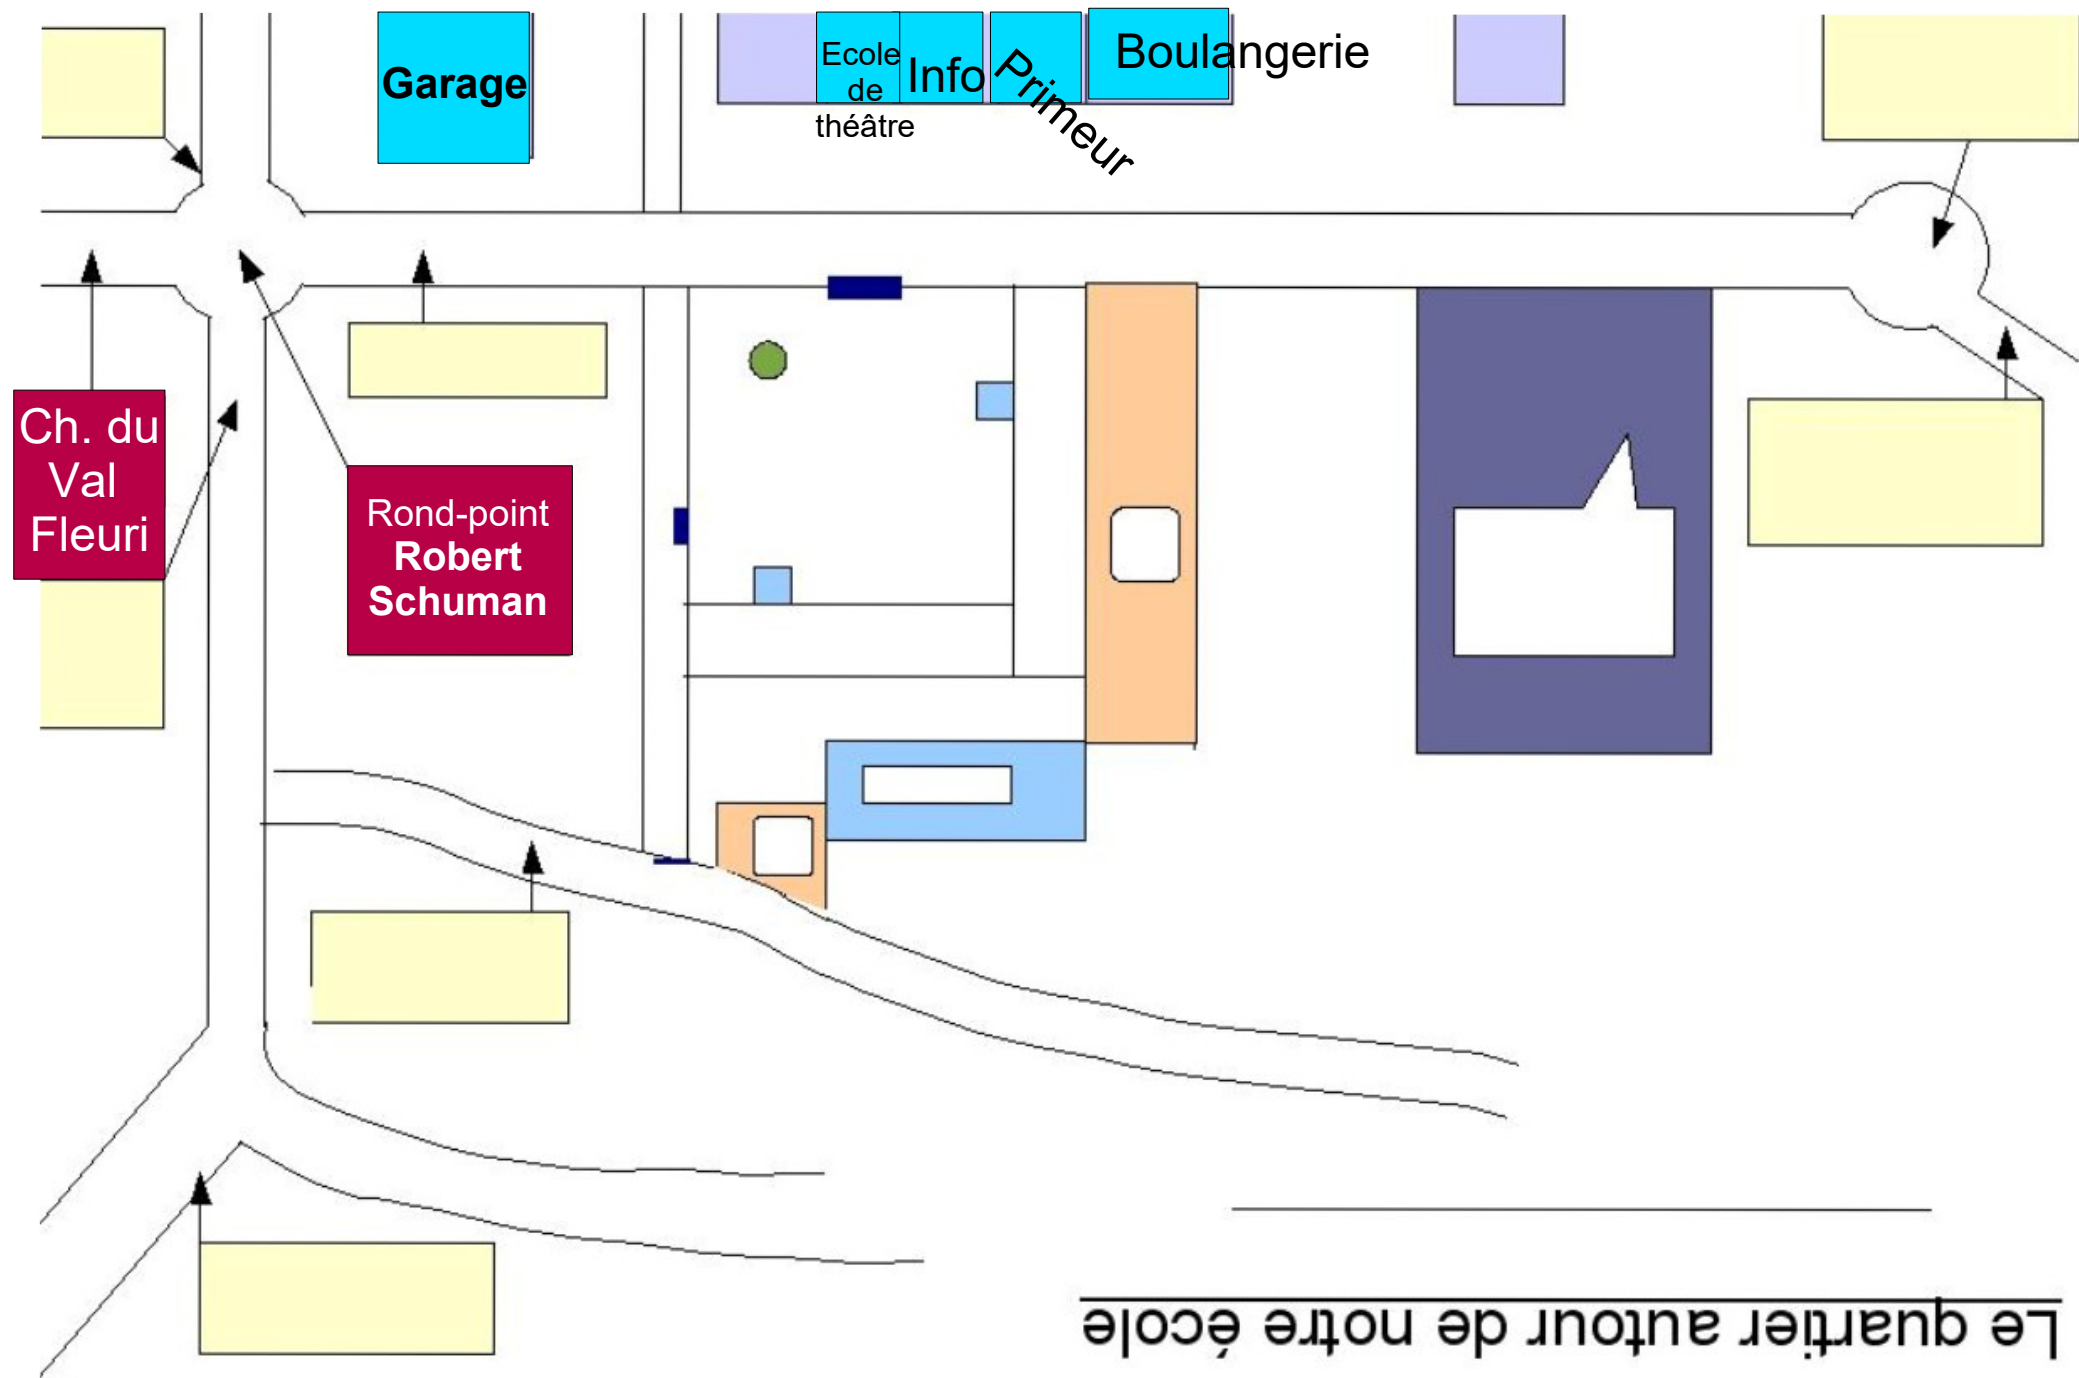 Garage
Ecole
de
théâtre
Info
Primeur
Boulangerie
Ch. du
Val
Fleuri
Rond-point
Robert
Schuman
Le quartier autour de notre école